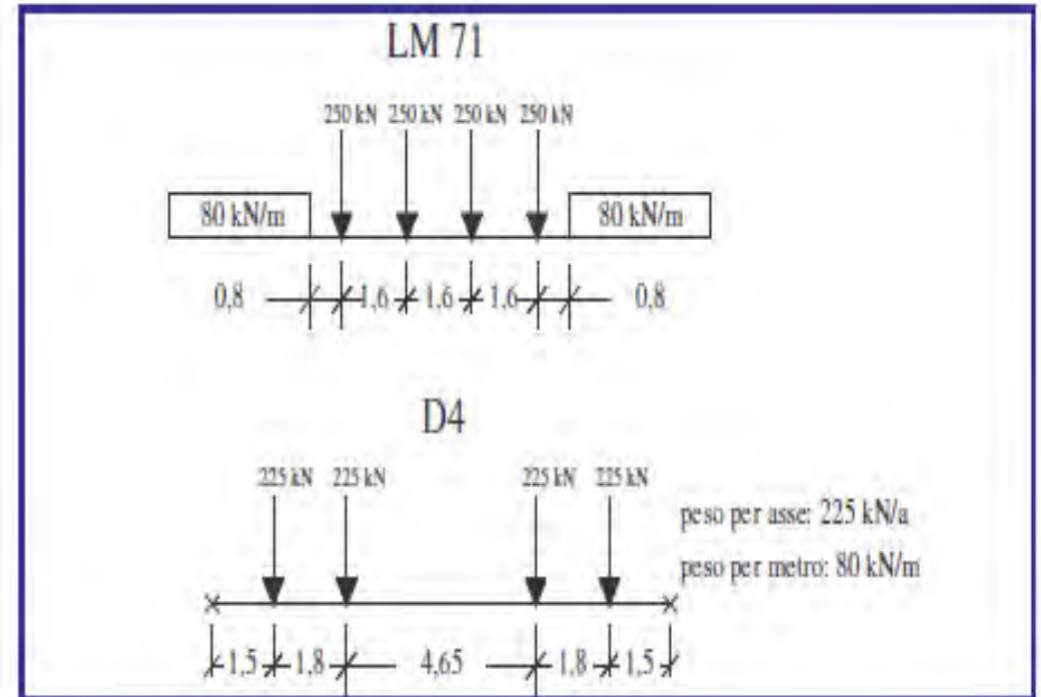 LM 71
250 kN 250 kN 250 kN 250 kN
80 kN/m 80 kN/m
0,8 1,6 1,6 1,6 0,8
D4
225 kN 225 kN 225 kN 225 kN
peso per asse: 225 kN/a
peso per metro: 80 kN/m
1,5 1,8 4,65 1,8 1,5